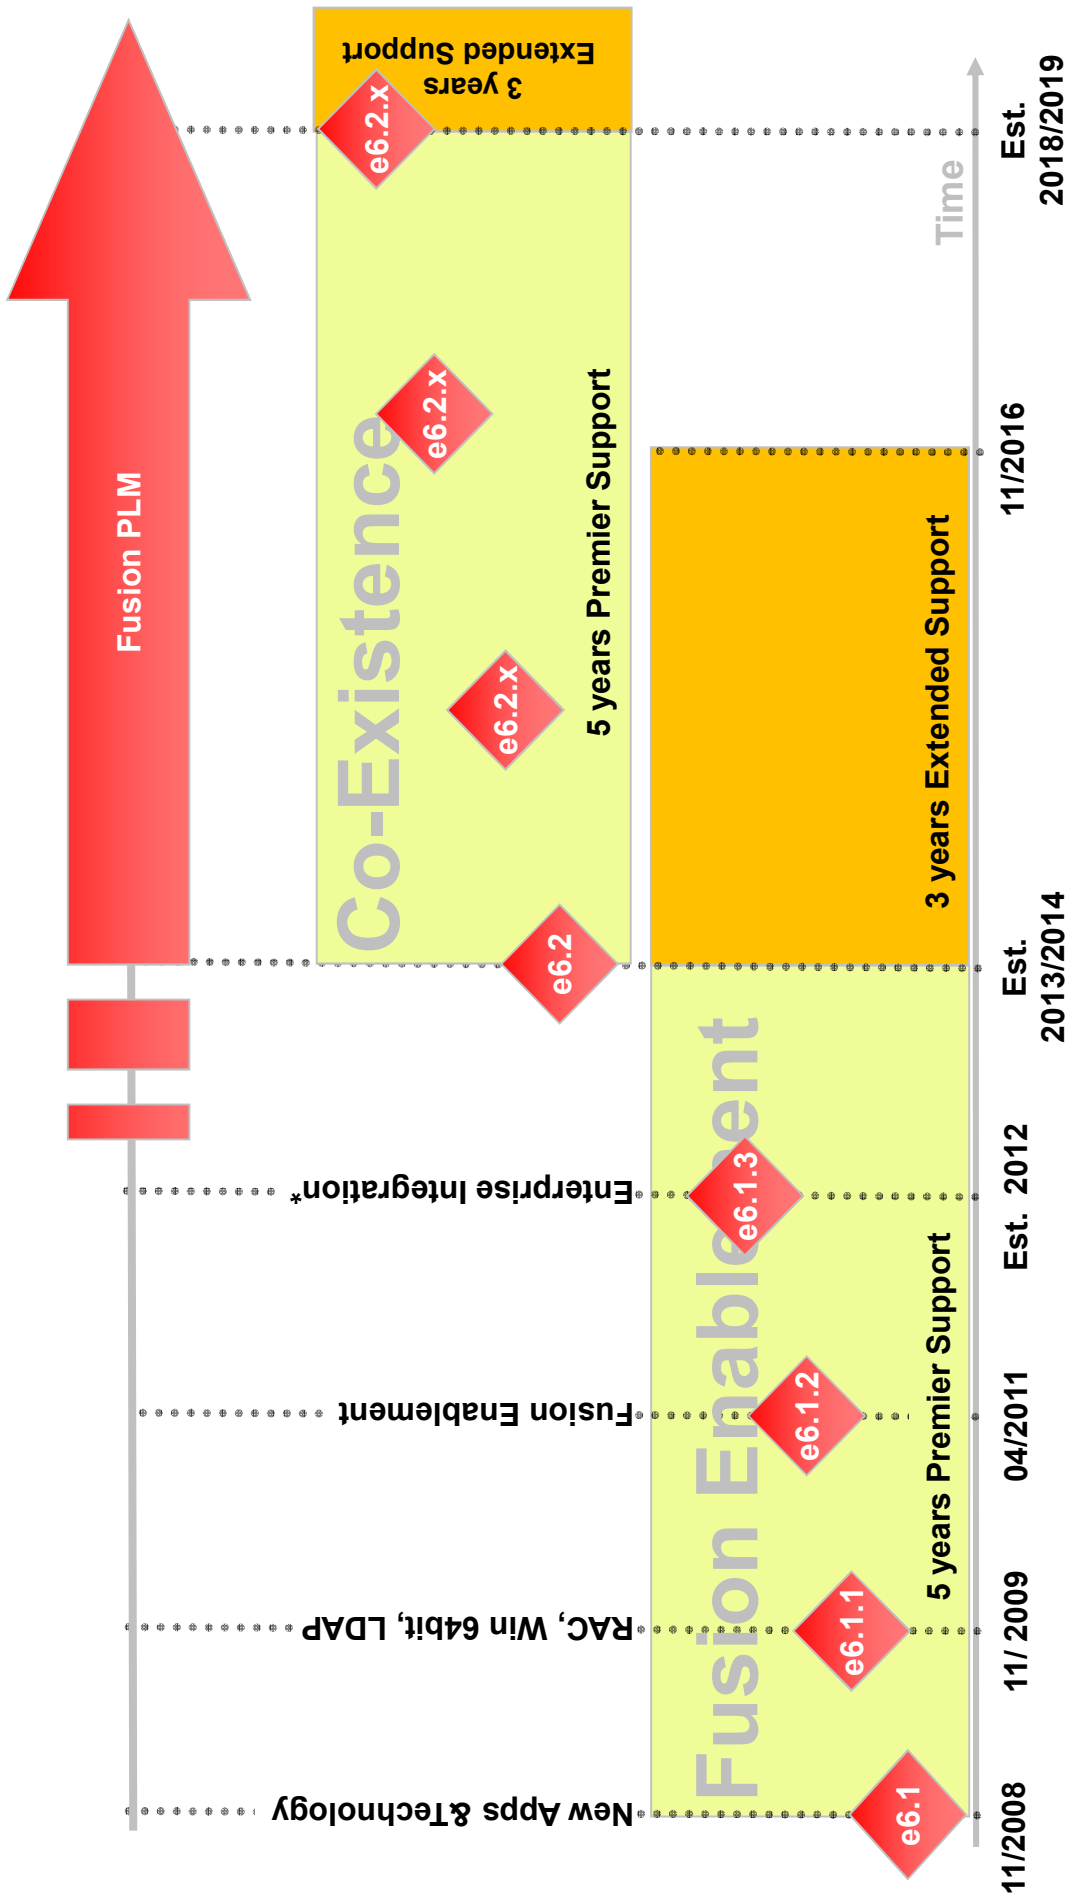 Fusion PLM
Co-Existence
3 years
Extended Support
e6.2.x
e6.2.x
e6.2.x
e6.2
5 years Premier Support
New Apps &Technology
RAC, Win 64bit, LDAP
Fusion Enablement
Enterprise Integration*
Fusion Enablement
e6.1
e6.1.1
e6.1.2
e6.1.3
5 years Premier Support
3 years Extended Support
Time
11/2008
11/ 2009
04/2011
Est. 2012
Est.
2013/2014
11/2016
Est.
2018/2019